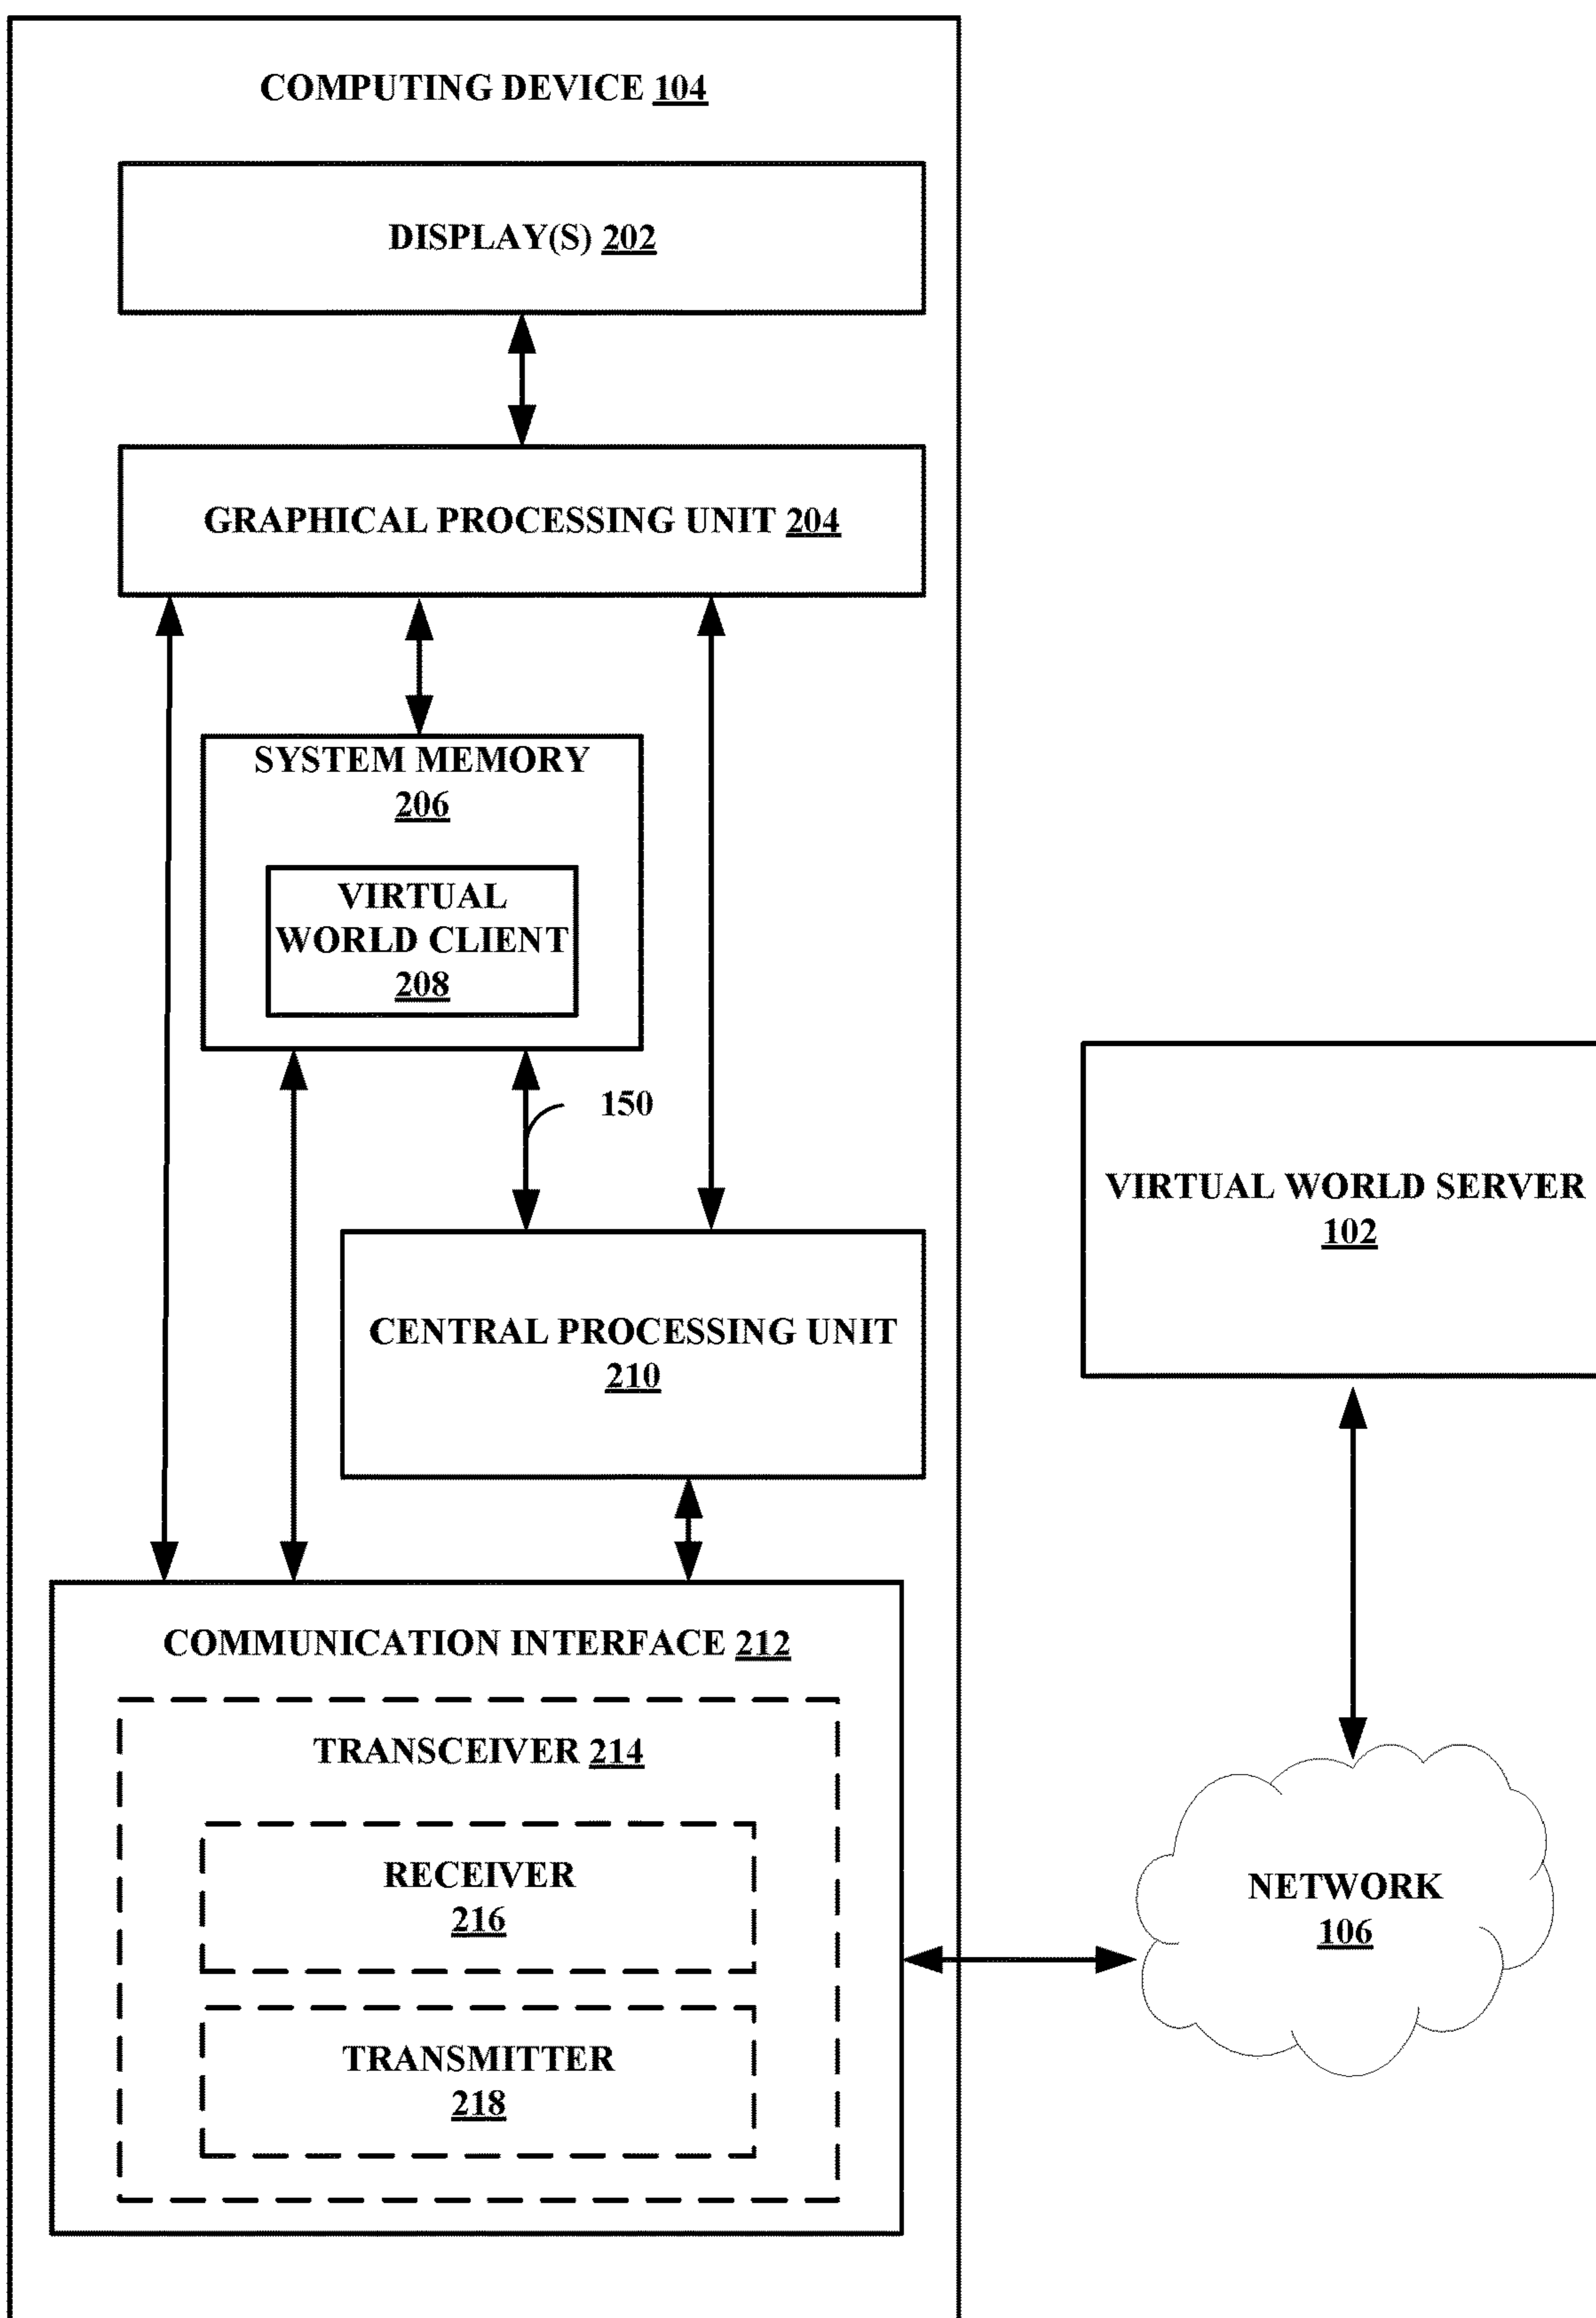 COMPUTING DEVICE 104
DISPLAY(S) 202
GRAPHICAL PROCESSING UNIT 204
SYSTEM MEMORY
206
VIRTUAL
WORLD CLIENT
208
150
CENTRAL PROCESSING UNIT
210
COMMUNICATION INTERFACE 212
TRANSCEIVER 214
RECEIVER
216
TRANSMITTER
218
VIRTUAL WORLD SERVER
102
NETWORK
106